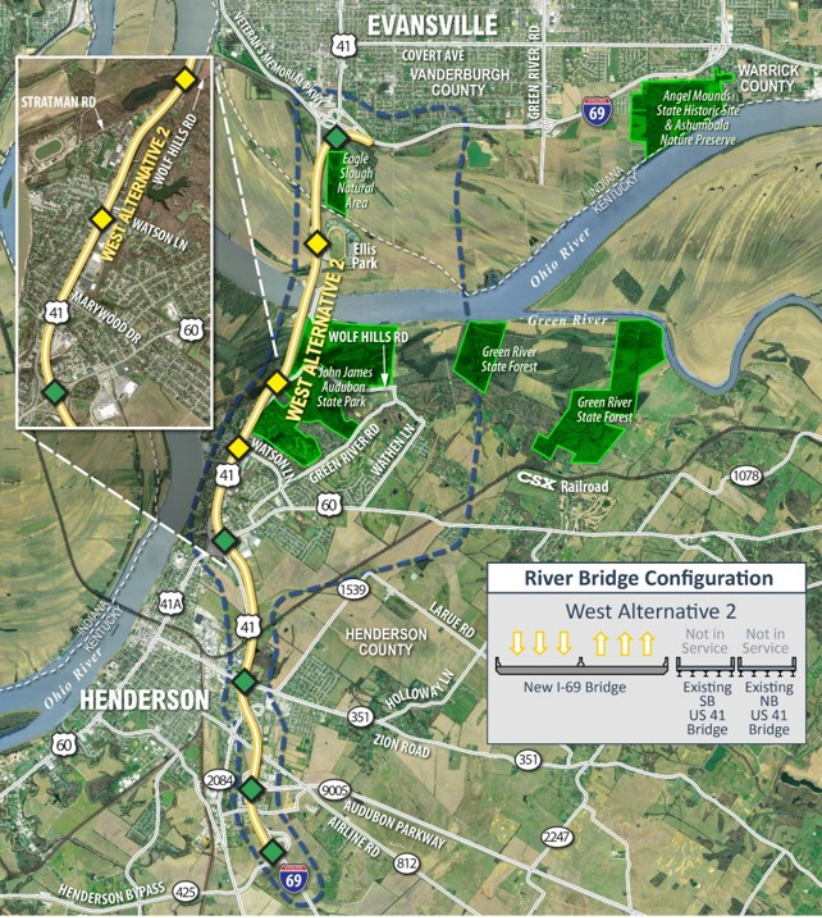 EVANSVILLE
41
COVERT AVE
VETERANS MEMORIAL PKWY
VANDERBURGH
COUNTY
GREEN RIVER RD
69
WARRICK
COUNTY
Angel Mounds
State Historic Site
& Ashumbala
Nature Preserve
STRATMAN RD
WOLF HILLS RD
WEST ALTERNATIVE 2
WATSON LN
41
MARYWOOD DR
60
Eagle
Slough
Natural
Area
Ellis
Park
INDIANA
KENTUCKY
Ohio River
Green River
WEST ALTERNATIVE 2
WOLF HILLS RD
John James
Audubon
State Park
Green River
State Forest
Green River
State Forest
WATSON LN
GREEN RIVER RD
WATHEN LN
41
60
CSX Railroad
1078
41A
INDIANA
KENTUCKY
Ohio River
1539
LARUE RD
41
HENDERSON
COUNTY
HENDERSON
HOLLOWAY LN
351
ZION ROAD
351
60
2084
9005
AUDUBON PARKWAY
AIRLINE RD
812
2247
69
HENDERSON BYPASS
425
River Bridge Configuration
West Alternative 2
Not in
Service
Not in
Service
New I-69 Bridge
Existing
SB
US 41
Bridge
Existing
NB
US 41
Bridge